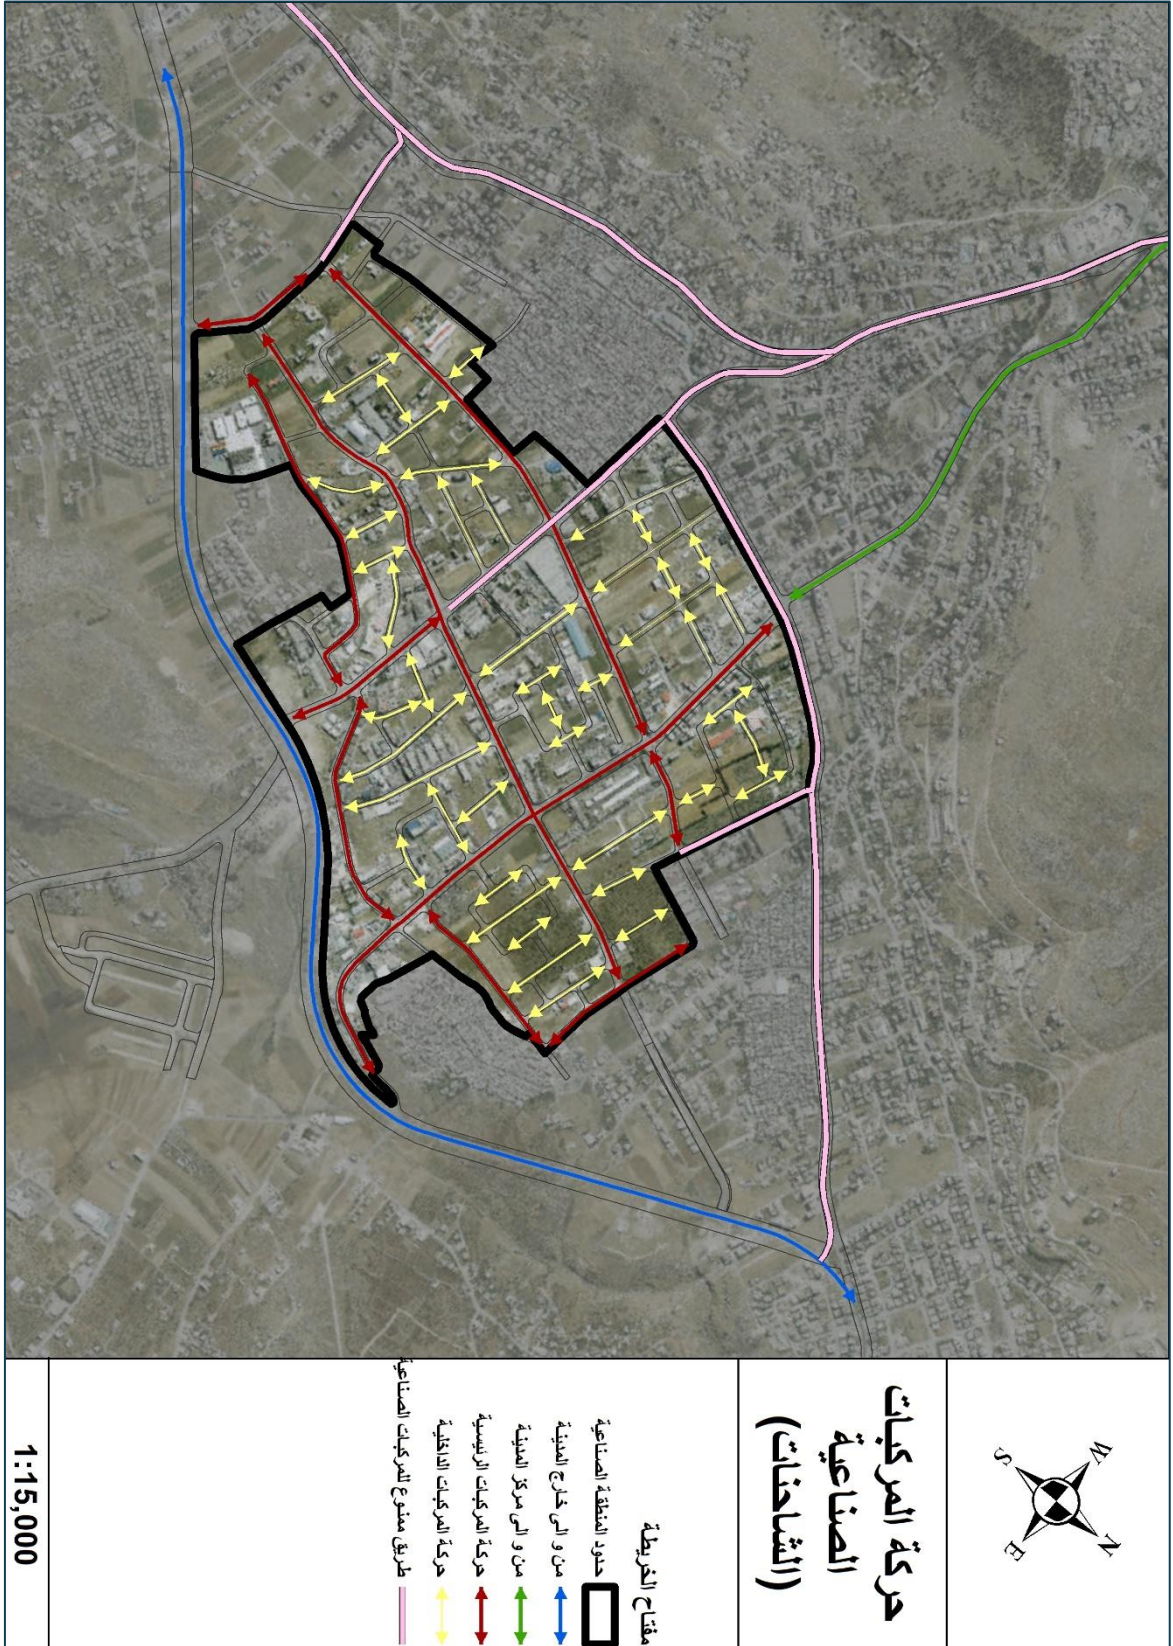 W
N
S
E
حركة المركبات
الصناعية
(الشاحنات)
مفتاح الخريطة
حدود المنطقة الصناعية
من و الى خارج المدينة
من و الى مركز المدينة
حركة المركبات الرئيسية
حركة المركبات الداخلية
طريق ممنوع للمركبات الصناعية
1:15,000